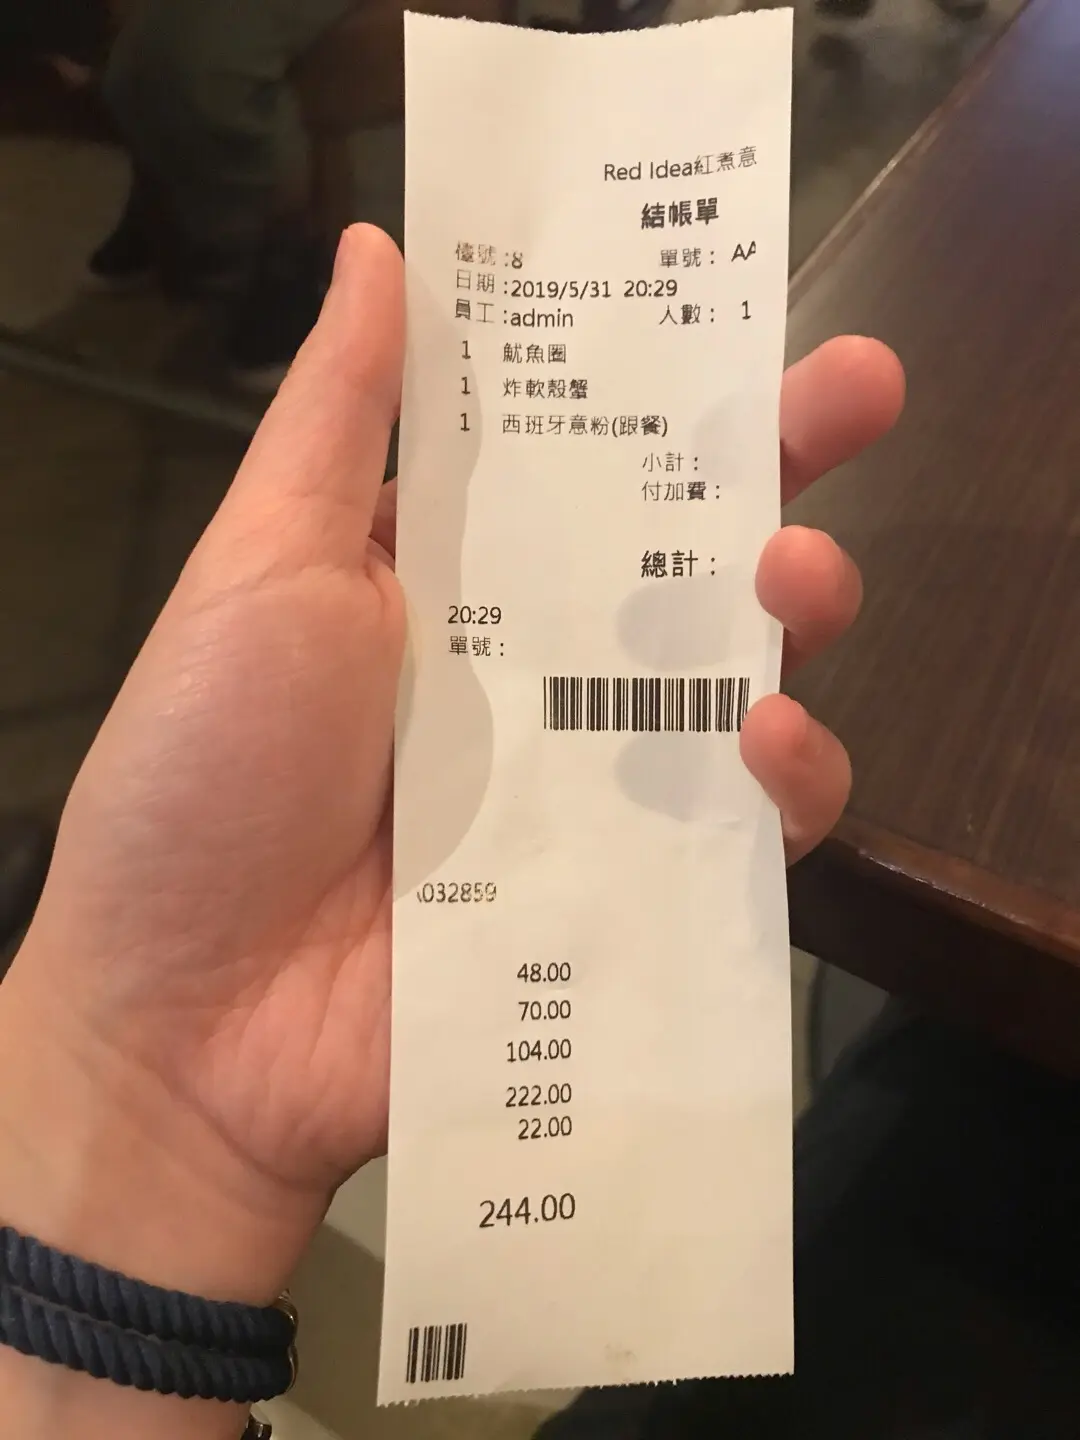 Red Idea紅煮意
結帳單
檯號:8 單號: AA
日期:2019/5/31 20:29
員工:admin 人數: 1
1 魷魚圈
1 炸軟殼蟹
1 西班牙意粉(跟餐)
小計:
付加費:
總計:
20:29
單號:
032859
48.00
70.00
104.00
222.00
22.00
244.00